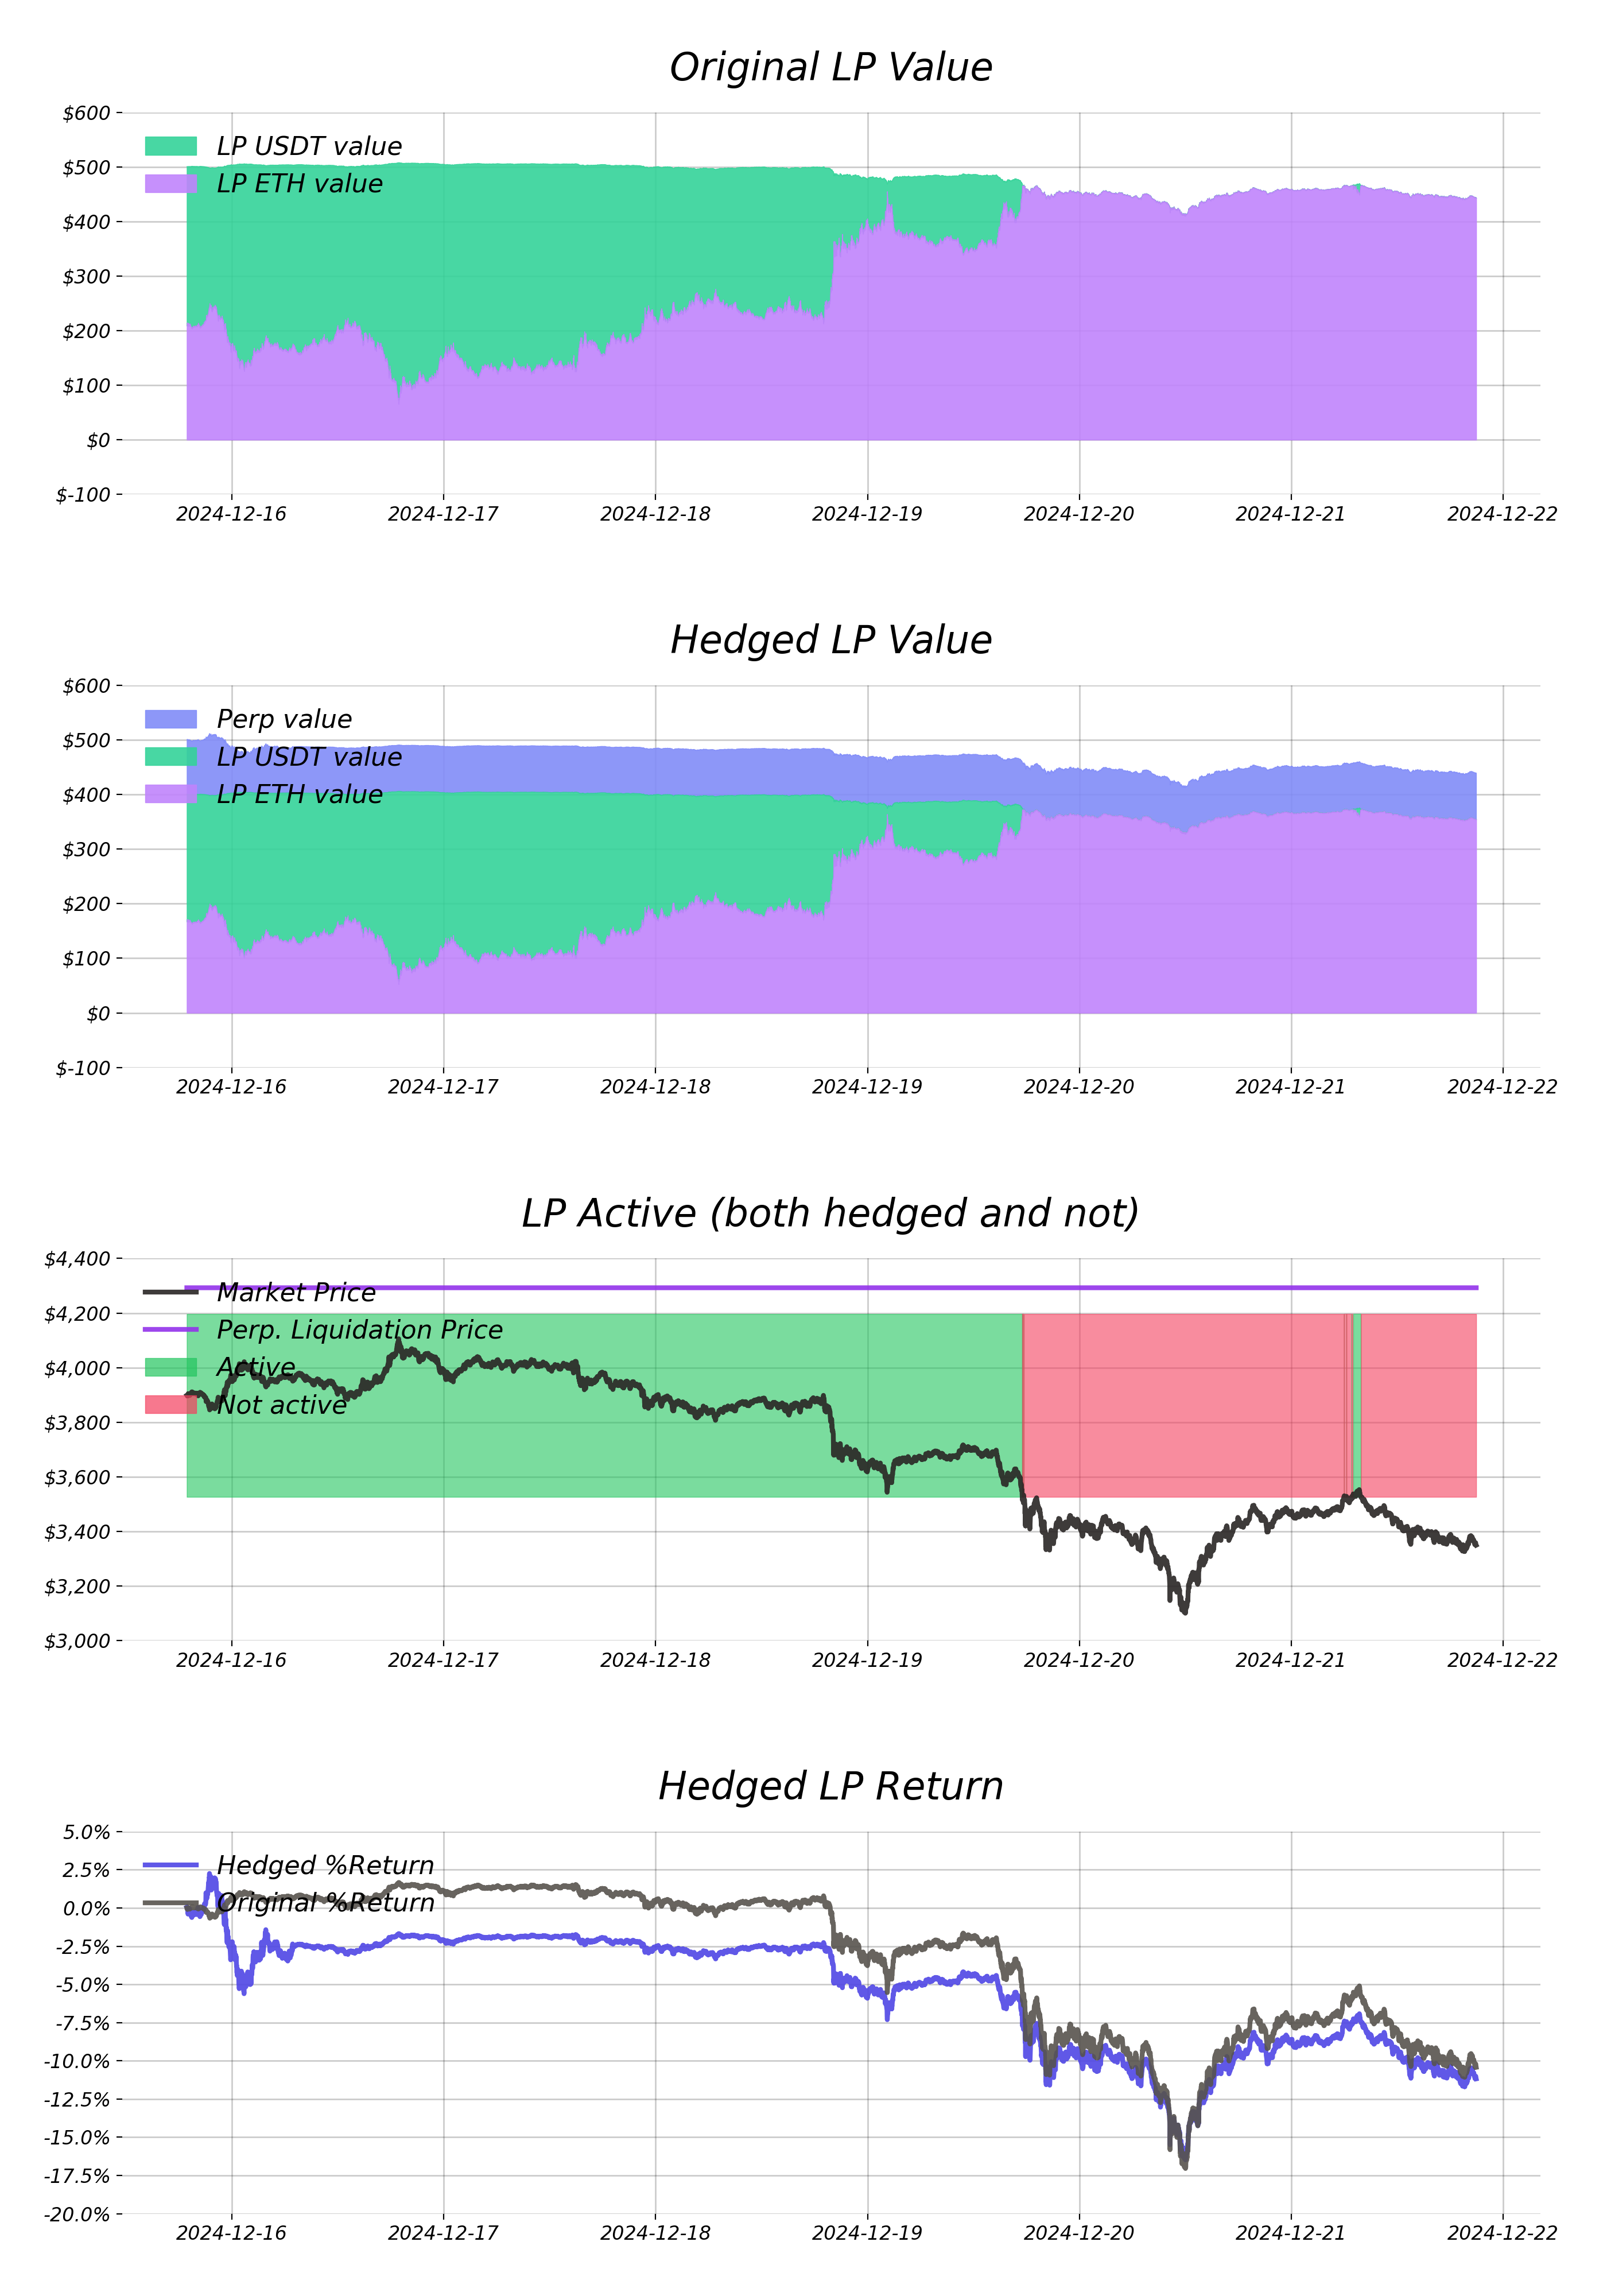 Original LP Value
$600
LP USDT value
$500
LP ETH value
$400
$300
$200
$100
$0
$-100
2024-12-16 2024-12-17 2024-12-18 2024-12-19 2024-12-20 2024-12-21 2024-12-22
Hedged LP Value
$600
Perp value
$500
LP USDT value
$400
LP ETH value
$300
$200
$100
$0
$-100
2024-12-16 2024-12-17 2024-12-18 2024-12-19 2024-12-20 2024-12-21 2024-12-22
LP Active (both hedged and not)
$4,400
Market Price
$4,200
Perp. Liquidation Price
$4,000
Active
Not active
$3,800
$3,600
$3,400
$3,200
$3,000
2024-12-16 2024-12-17 2024-12-18 2024-12-19 2024-12-20 2024-12-21 2024-12-22
Hedged LP Return
5.0%
Hedged %Return
2.5%
Original %Return
0.0%
-2.5%
-5.0%
-7.5%
-10.0%
-12.5%
-15.0%
-17.5%
-20.0%
2024-12-16 2024-12-17 2024-12-18 2024-12-19 2024-12-20 2024-12-21 2024-12-22